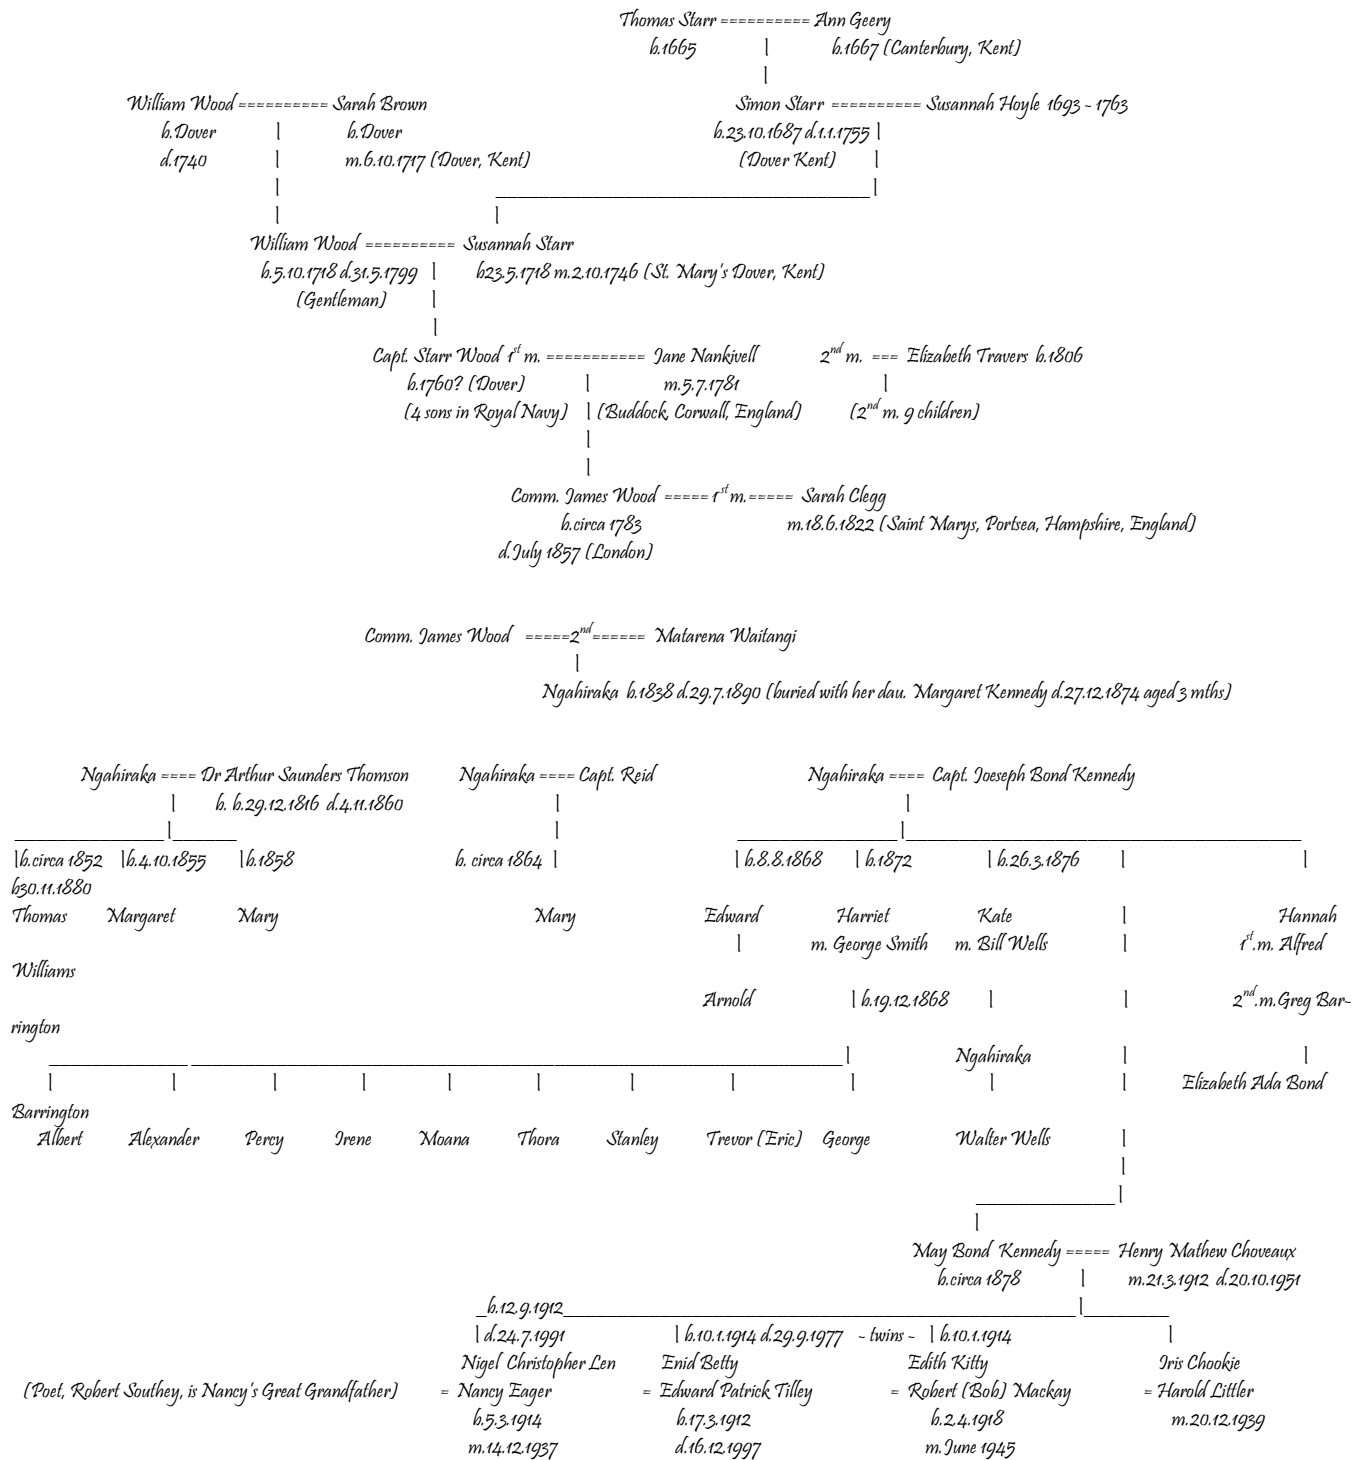 Thomas Starr ========== Ann Geery
b.1665 | b.1667 (Canterbury, Kent)
|
William Wood ========== Sarah Brown Simon Starr ========== Susannah Hoyle 1693 - 1763
b.Dover | b.Dover b.23.10.1687 d.1.1.1755 |
d.1740 | m.6.10.1717 (Dover, Kent) (Dover Kent) |
| ___________________________________|
| |
William Wood ========== Susannah Starr
b.5.10.1718 d.31.5.1799 | b23.5.1718 m.2.10.1746 (St. Mary's Dover, Kent)
(Gentleman) |
|
Capt. Starr Wood 1st m. =========== Jane Nankivell 2nd m. === Elizabeth Travers b.1806
b.1760? (Dover) | m.5.7.1781 |
(4 sons in Royal Navy) | (Buddock, Corwall, England) (2nd m. 9 children)
|
|
Comm. James Wood =====1st m.===== Sarah Clegg
b.circa 1783 m.18.6.1822 (Saint Marys, Portsea, Hampshire, England)
d.July 1857 (London)
Comm. James Wood =====2nd====== Matarena Waitangi
|
Ngahiraka b.1838 d.29.7.1890 (buried with her dau. Margaret Kennedy d.27.12.1874 aged 3 mths)
Ngahiraka ==== Dr Arthur Saunders Thomson Ngahiraka ==== Capt. Reid Ngahiraka ==== Capt. Joeseph Bond Kennedy
| b. b.29.12.1816 d.4.11.1860 | |
______________|______ | _______________|_____________________________________
|b.circa 1852 |b.4.10.1855 |b.1858 b. circa 1864 | | b.8.8.1868 | b.1872 | b.26.3.1876 | |
b30.11.1880
Thomas Margaret Mary Mary Edward Harriet Kate | Hannah
| m. George Smith m. Bill Wells | 1st.m. Alfred
Williams
Arnold | b.19.12.1868 | | 2nd.m.Greg Bar-
rington
_____________ _____________________________________________________________| Ngahiraka | |
| | | | | | | | | | | Elizabeth Ada Bond
Barrington
Albert Alexander Percy Irene Moana Thora Stanley Trevor (Eric) George Walter Wells |
|
_____________|
|
May Bond Kennedy ===== Henry Mathew Choveaux
b.circa 1878 | m.21.3.1912 d.20.10.1951
_b.12.9.1912________________________________________________|________
| d.24.7.1991 | b.10.1.1914 d.29.9.1977 - twins - | b.10.1.1914 |
Nigel Christopher Len Enid Betty Edith Kitty Iris Chookie
(Poet, Robert Southey, is Nancy's Great Grandfather) = Nancy Eager = Edward Patrick Tilley = Robert (Bob) Mackay = Harold Littler
b.5.3.1914 b.17.3.1912 b.2.4.1918 m.20.12.1939
m.14.12.1937 d.16.12.1997 m.June 1945